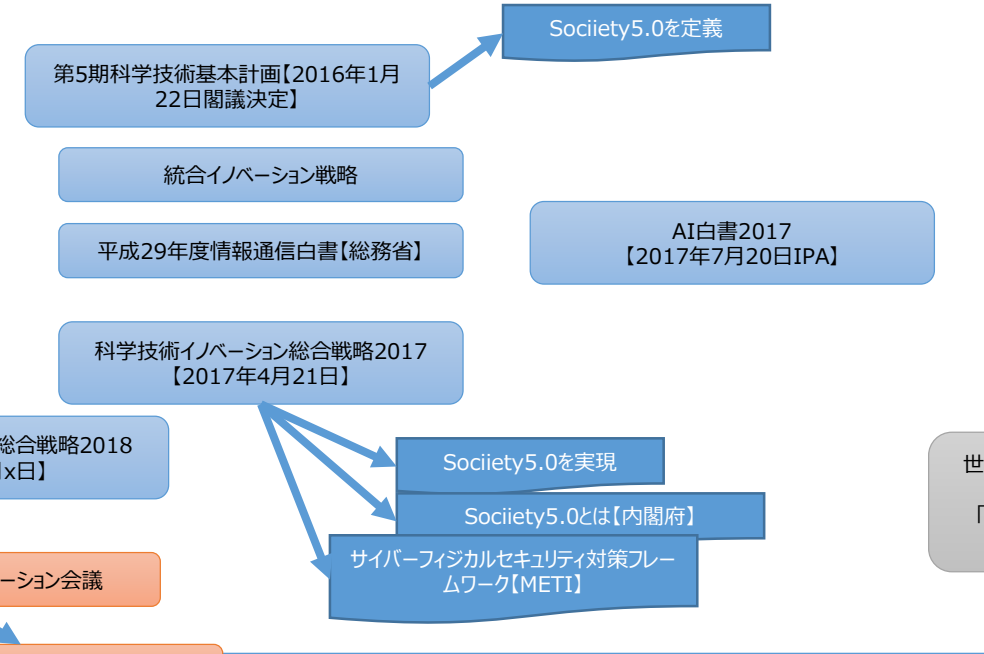 Sociiety5.0を定義
第5期科学技術基本計画【2016年1月
22日閣議決定】
統合イノベーション戦略
平成29年度情報通信白書【総務省】
AI白書2017
【2017年7月20日IPA】
科学技術イノベーション総合戦略2017
【2017年4月21日】
総合戦略2018
x日】
Sociiety5.0を実現
Sociiety5.0とは【内閣府】
サイバーフィジカルセキュリティ対策フレー
ムワーク【METI】
世
「
ーション会議